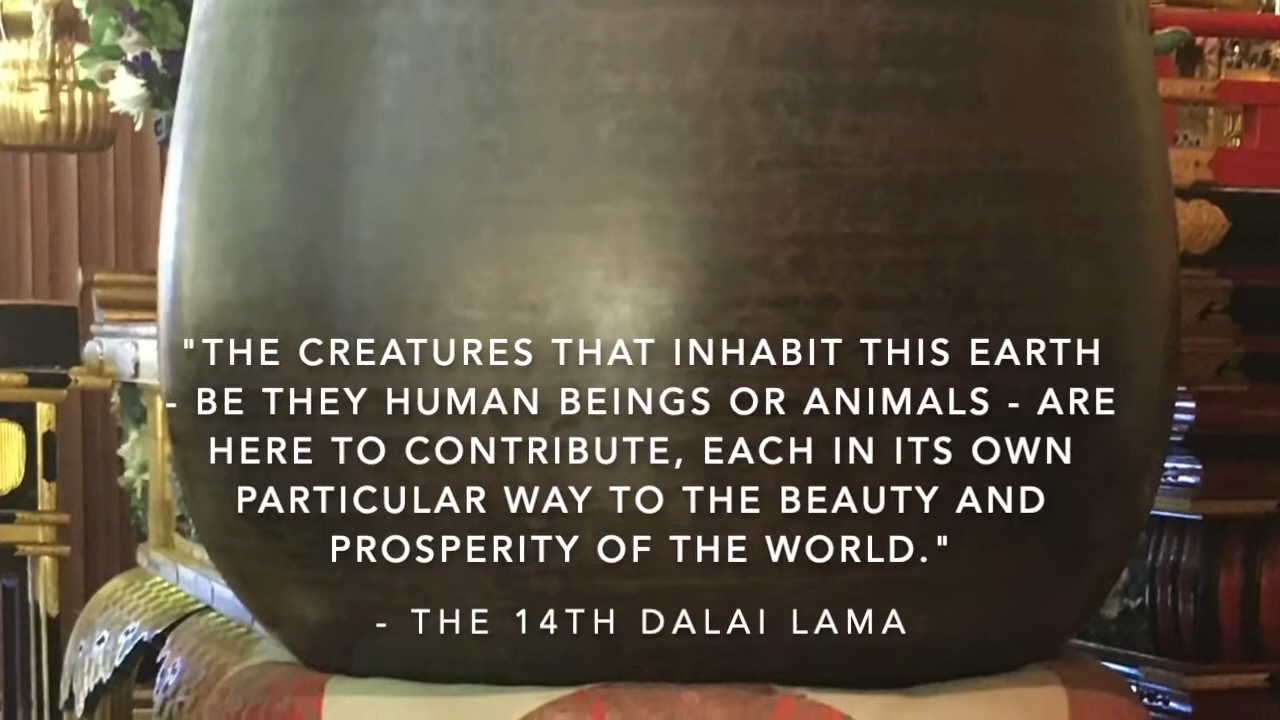 "THE CREATURES THAT INHABIT THIS EARTH
- BE THEY HUMAN BEINGS OR ANIMALS - ARE
HERE TO CONTRIBUTE, EACH IN ITS OWN
PARTICULAR WAY TO THE BEAUTY AND
PROSPERITY OF THE WORLD."
- THE 14TH DALAI LAMA